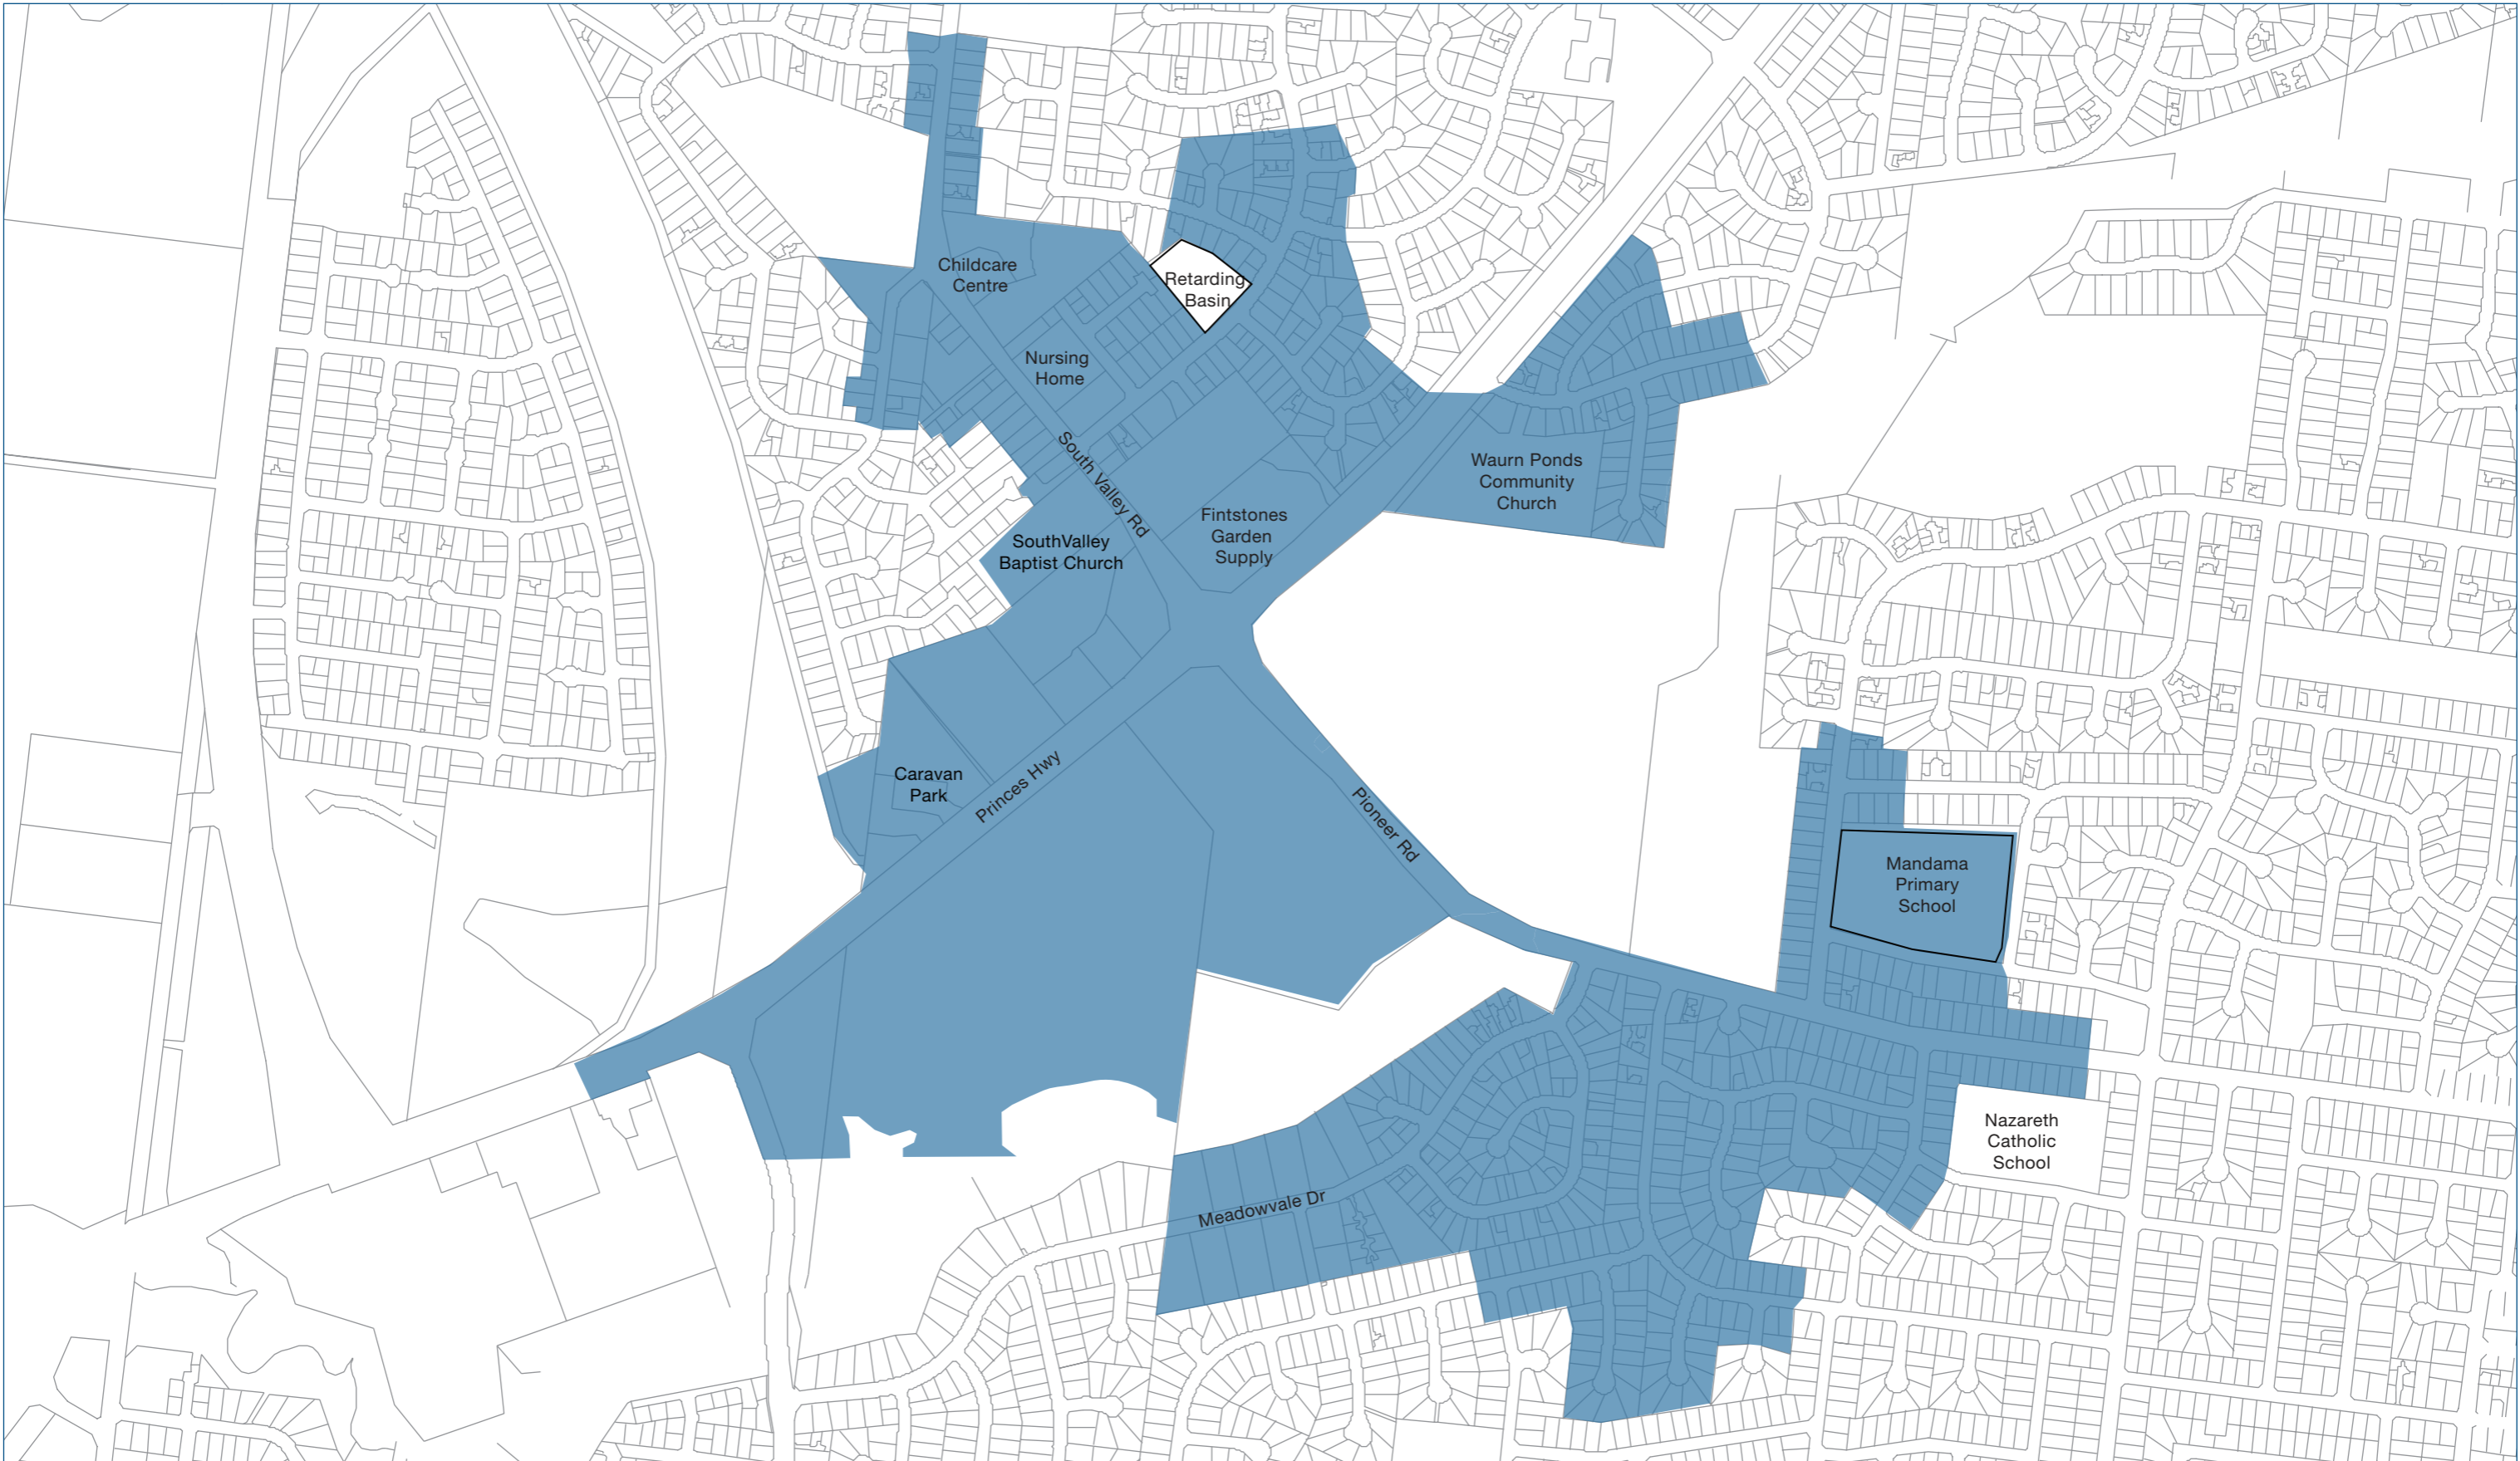 Childcare
Centre
Retarding
Basin
Nursing
Home
South Valley Rd
Waurn Ponds
Community
Church
Fintstones
Garden
Supply
SouthValley
Baptist Church
Caravan
Park
Princes Hwy
Pioneer Rd
Mandama
Primary
School
Nazareth
Catholic
School
Meadowvale Dr